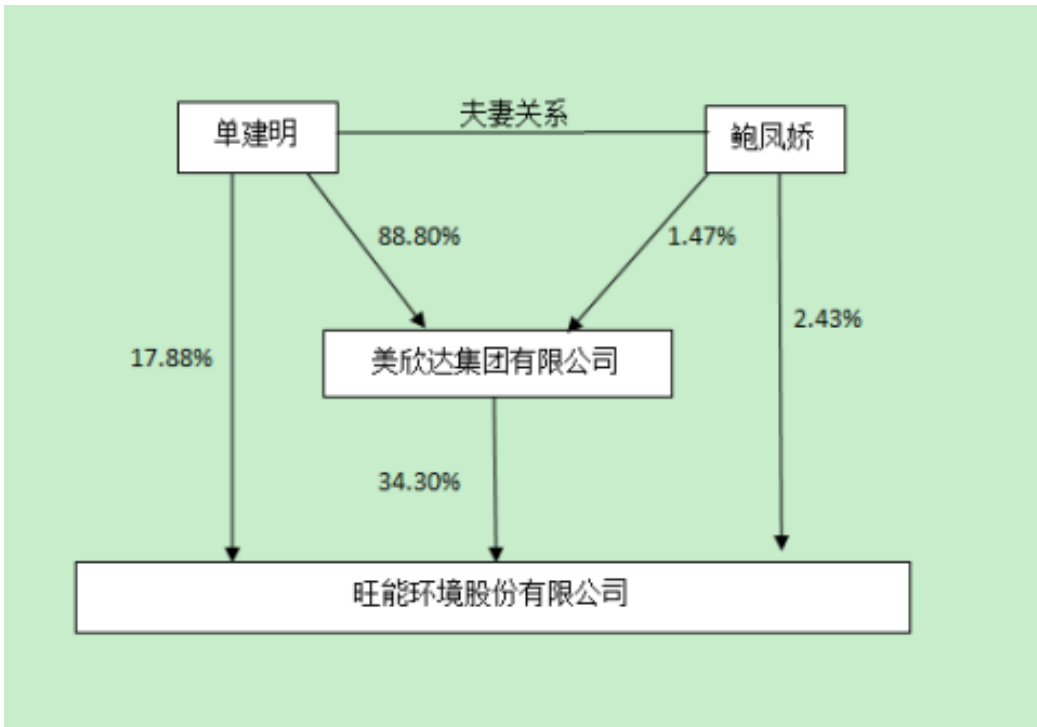 夫妻关系
单建明
鲍凤娇
88.80%
1.47%
2.43%
17.88%
美欣达集团有限公司
34.30%
旺能环境股份有限公司